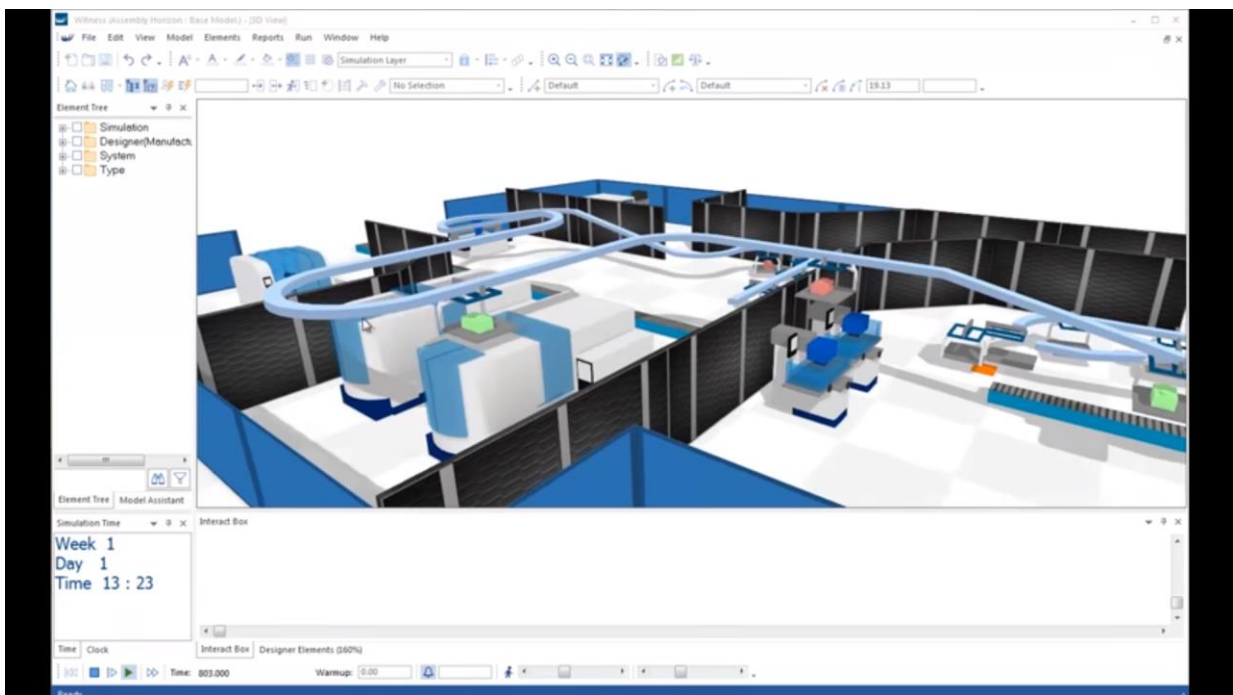 Witness (Assembly Horizon : Base Model) - [3D View]
File Edit View Model Elements Reports Run Window Help
Simulation Layer
No Selection Default Default 19.13
Element Tree
Simulation
Designer(Manufactu
System
Type
Element Tree Model Assistant
Simulation Time
Week 1
Day 1
Time 13 : 23
Time Clock
Interact Box
Interact Box Designer Elements (160%)
Time: 803.000 Warmup: 0.00
Ready